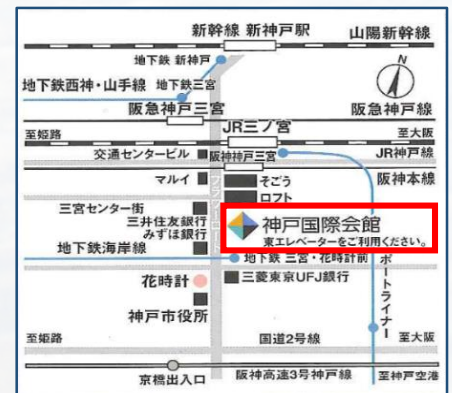 新幹線 新神戸駅
山陽新幹線
地下鉄 新神戸
N
地下鉄西神・山手線
地下鉄三宮
阪急神戸三宮
阪急神戸線
至姫路
JR三ノ宮
至大阪
交通センタービル
阪神神戸三宮
JR神戸線
マルイ
そごう
阪神本線
ロフト
フラワーロード
三宮センター街
三井住友銀行
みずほ銀行
神戸国際会館
東エレベーターをご利用ください。
地下鉄海岸線
地下鉄 三宮・花時計前
ポートライナー
花時計
三菱東京UFJ銀行
神戸市役所
至姫路
国道2号線
至大阪
京橋出入口
阪神高速3号神戸線
至神戸空港